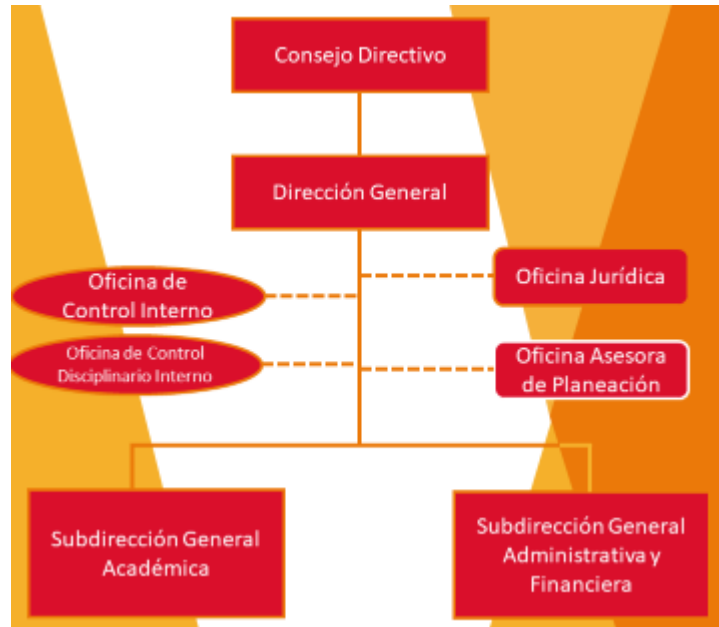 Consejo Directivo
Dirección General
Oficina de
Control Interno
Oficina Jurídica
Oficina de Control
Disciplinario Interno
Oficina Asesora
de Planeación
Subdirección General
Académica
Subdirección General
Administrativa y
Financiera